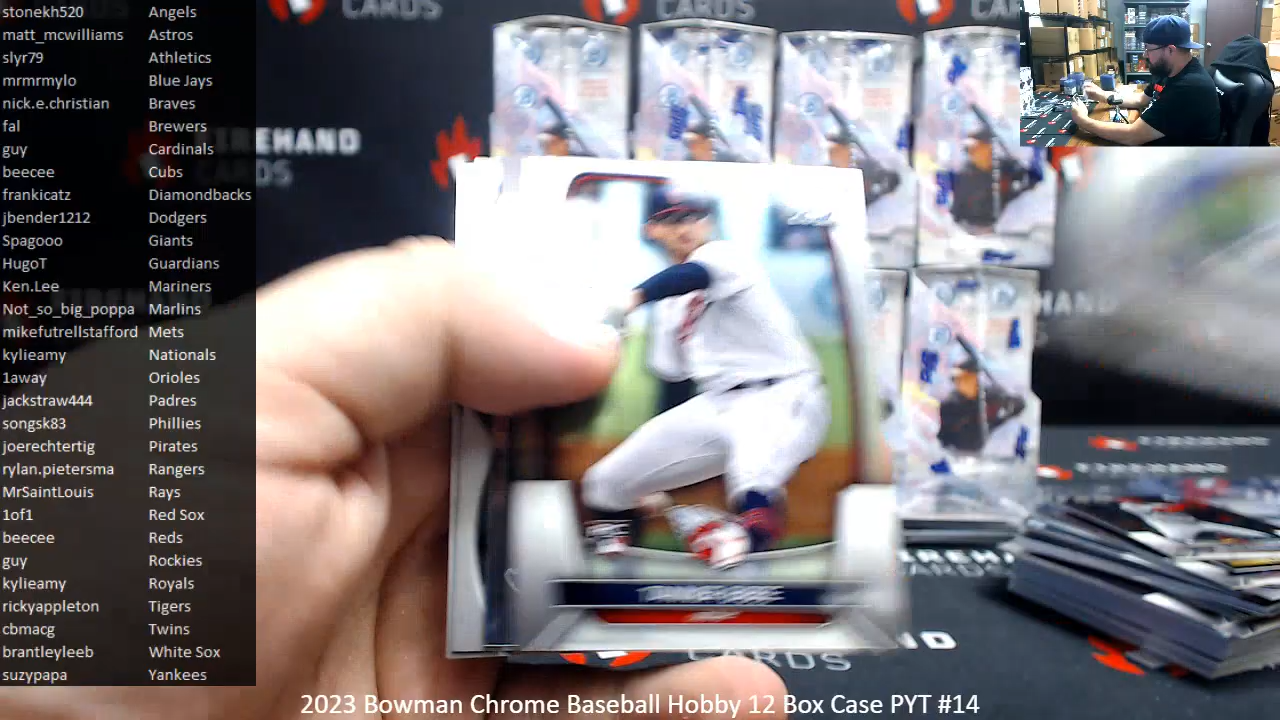 stonekh520 Angels
matt_mcwilliams Astros
slyr79 Athletics
mrmrmylo Blue Jays
nick.e.christian Braves
fal Brewers
guy Cardinals
beecee Cubs
frankicatz Diamondbacks
jbender1212 Dodgers
Spagooo Giants
HugoT Guardians
Ken.Lee Mariners
Not_so_big_poppa Marlins
mikefutrellstafford Mets
kylieamy Nationals
1away Orioles
jackstraw444 Padres
songsk83 Phillies
joerechtertig Pirates
rylan.pietersma Rangers
MrSaintLouis Rays
1of1 Red Sox
beecee Reds
guy Rockies
kylieamy Royals
rickyappleton Tigers
cbmacg Twins
brantleyleeb White Sox
suzypapa Yankees
CARDS
CARDS
CARDS
2023 Bowman Chrome Baseball Hobby 12 Box Case PYT #14